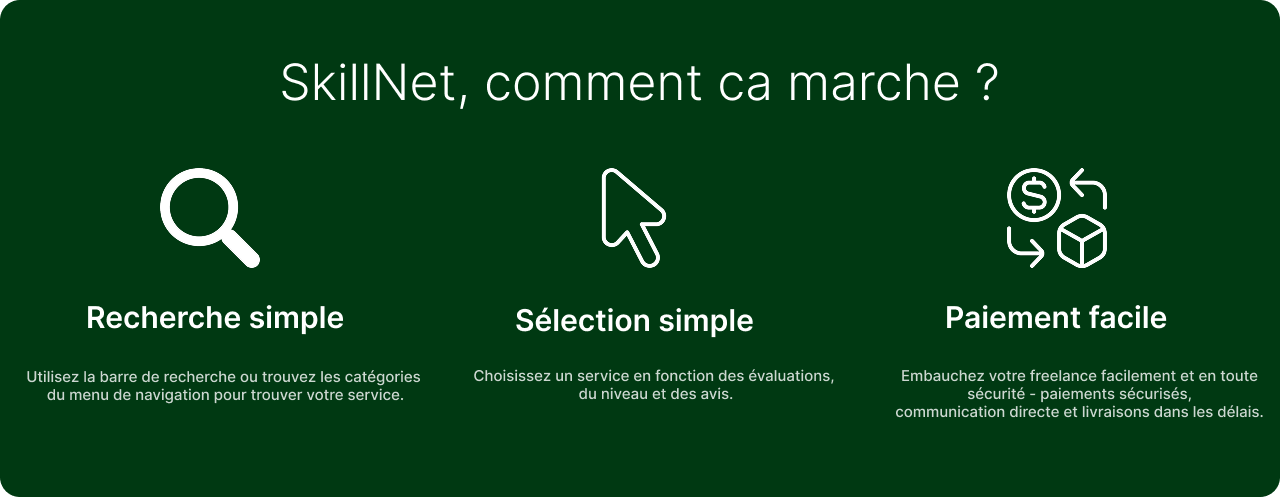 SkillNet, comment ca marche ?
Recherche simple
Utilisez la barre de recherche ou trouvez les catégories
du menu de navigation pour trouver votre service.
Sélection simple
Choisissez un service en fonction des évaluations,
du niveau et des avis.
$
Paiement facile
Embauchez votre freelance facilement et en toute
sécurité - paiements sécurisés,
communication directe et livraisons dans les délais.